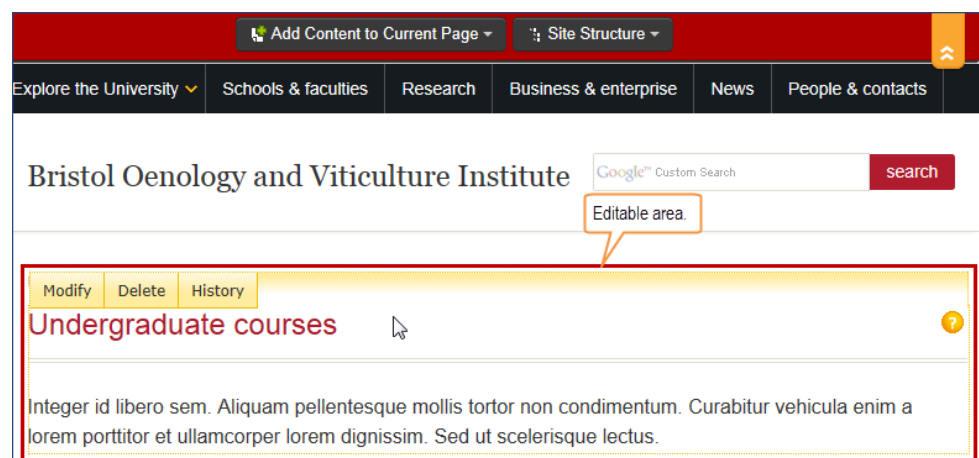 Add Content to Current Page Site Structure
Explore the University Schools & faculties Research Business & enterprise News People & contacts
Bristol Oenology and Viticulture Institute
Google™ Custom Search search
Editable area.
Modify Delete History
Undergraduate courses
?
Integer id libero sem. Aliquam pellentesque mollis tortor non condimentum. Curabitur vehicula enim a
lorem porttitor et ullamcorper lorem dignissim. Sed ut scelerisque lectus.